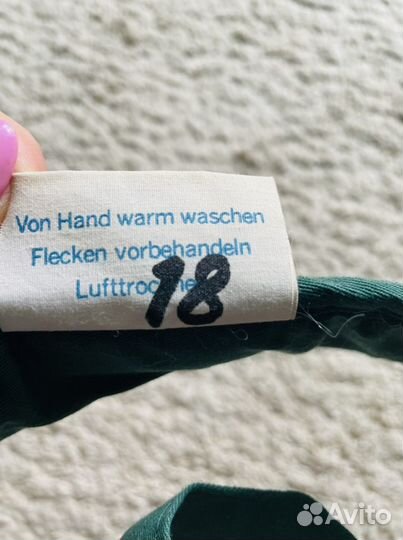 Von Hand warm waschen
Flecken vorbehandeln
18
Avito